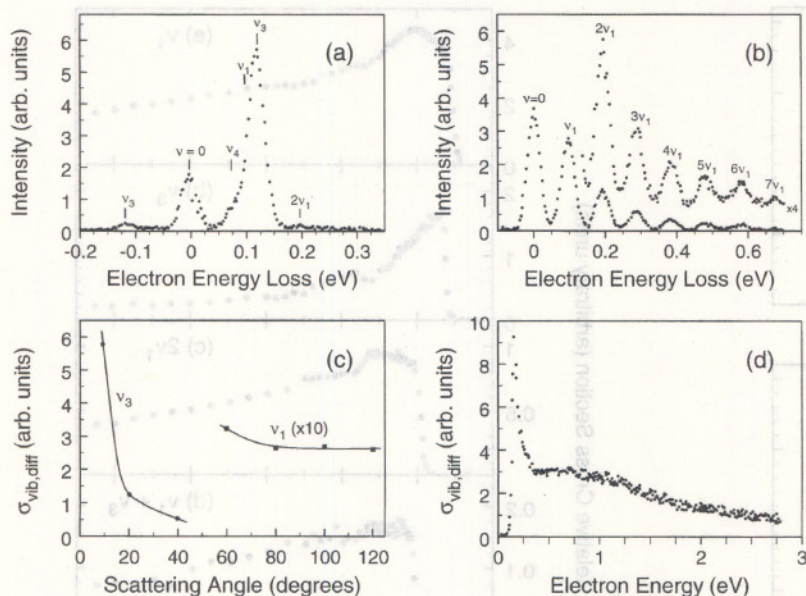 (a)
Intensity (arb. units)
6
5
4
3
2
1
0
ν₃
ν = 0
ν₄
ν₁
ν₃
2ν₁
-0.2 -0.1 0 0.1 0.2 0.3
Electron Energy Loss (eV)
(b)
Intensity (arb. units)
6
5
4
3
2
1
0
ν=0
ν₁
2ν₁
3ν₁
4ν₁
5ν₁
6ν₁
7ν₁
x4
0 0.2 0.4 0.6
Electron Energy Loss (eV)
(c)
σvib,diff (arb. units)
6
5
4
3
2
1
0
ν₃
ν₁ (x10)
0 20 40 60 80 100 120
Scattering Angle (degrees)
(d)
σvib,diff (arb. units)
10
8
6
4
2
0
0 1 2 3
Electron Energy (eV)